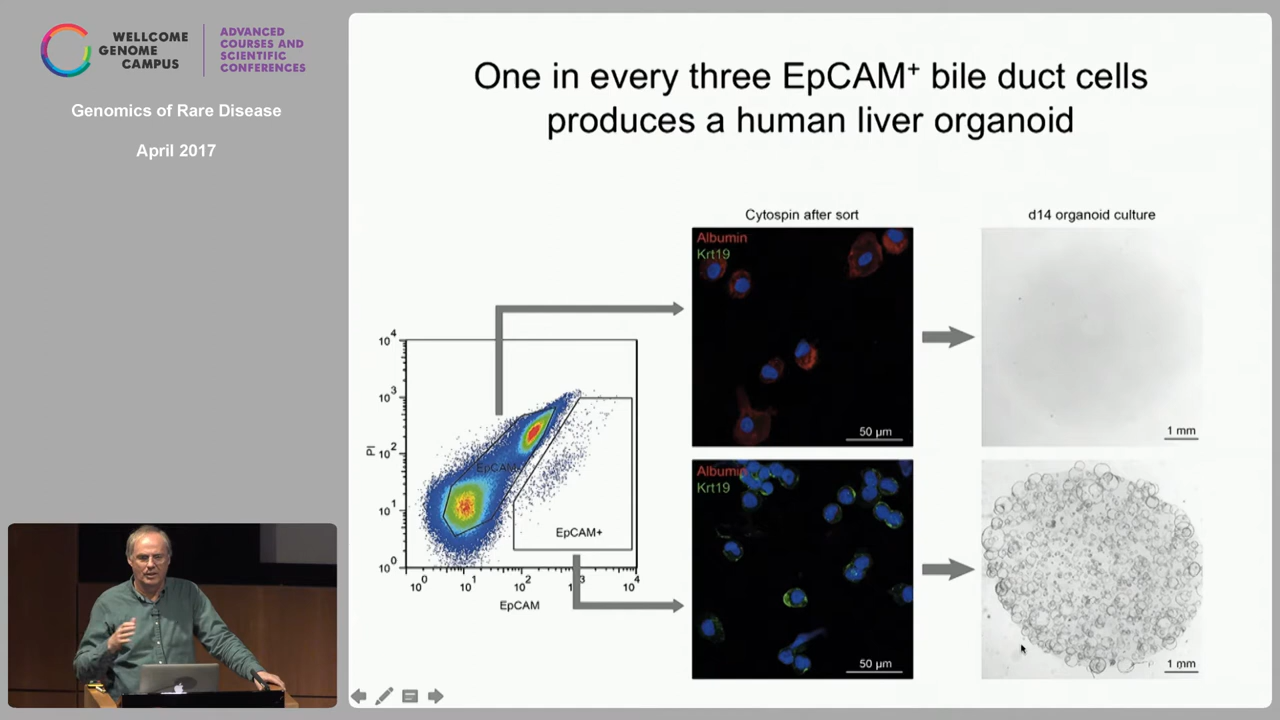 WELLCOME
GENOME
CAMPUS
ADVANCED
COURSES AND
SCIENTIFIC
CONFERENCES
Genomics of Rare Disease
April 2017
One in every three EpCAM⁺ bile duct cells
produces a human liver organoid
Cytospin after sort
d14 organoid culture
Albumin
Krt19
50 µm
1 mm
10⁴
10³
10²
10¹
10⁰
PI
EpCAM-
EpCAM+
10⁰ 10¹ 10² 10³ 10⁴
EpCAM
Albumin
Krt19
50 µm
1 mm